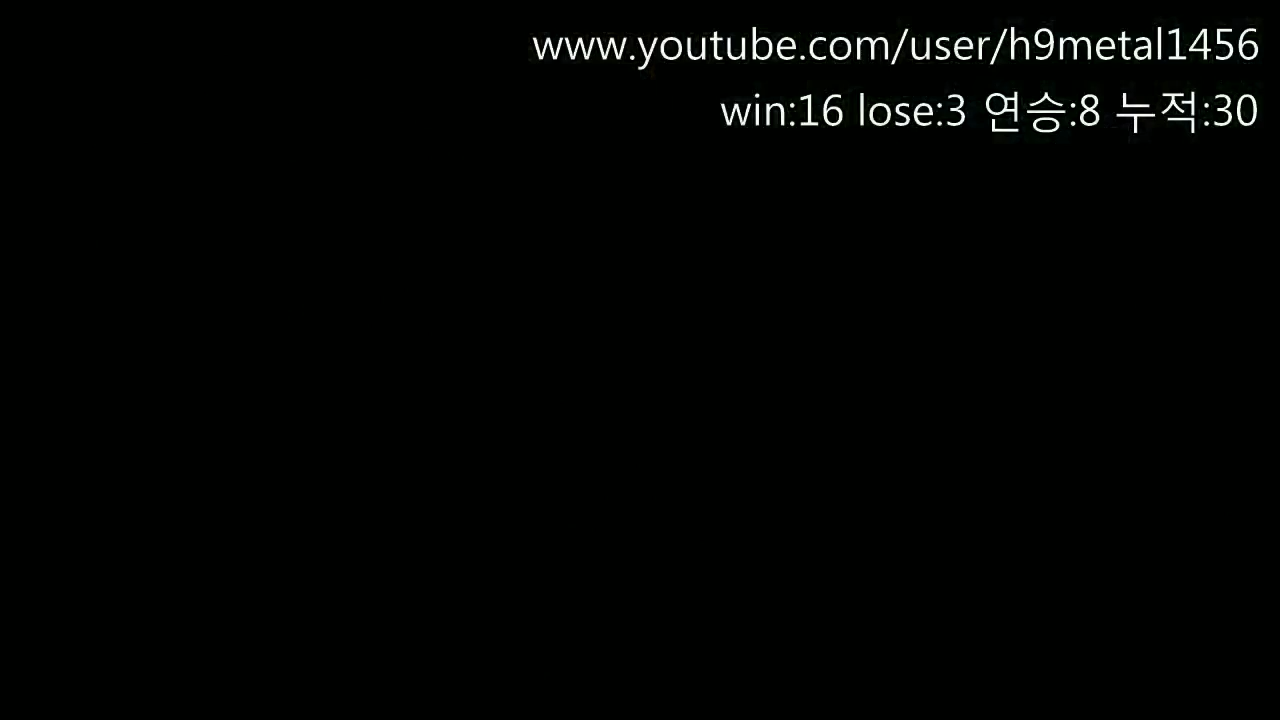 www.youtube.com/user/h9metal1456
win:16 lose:3 연승:8 누적:30